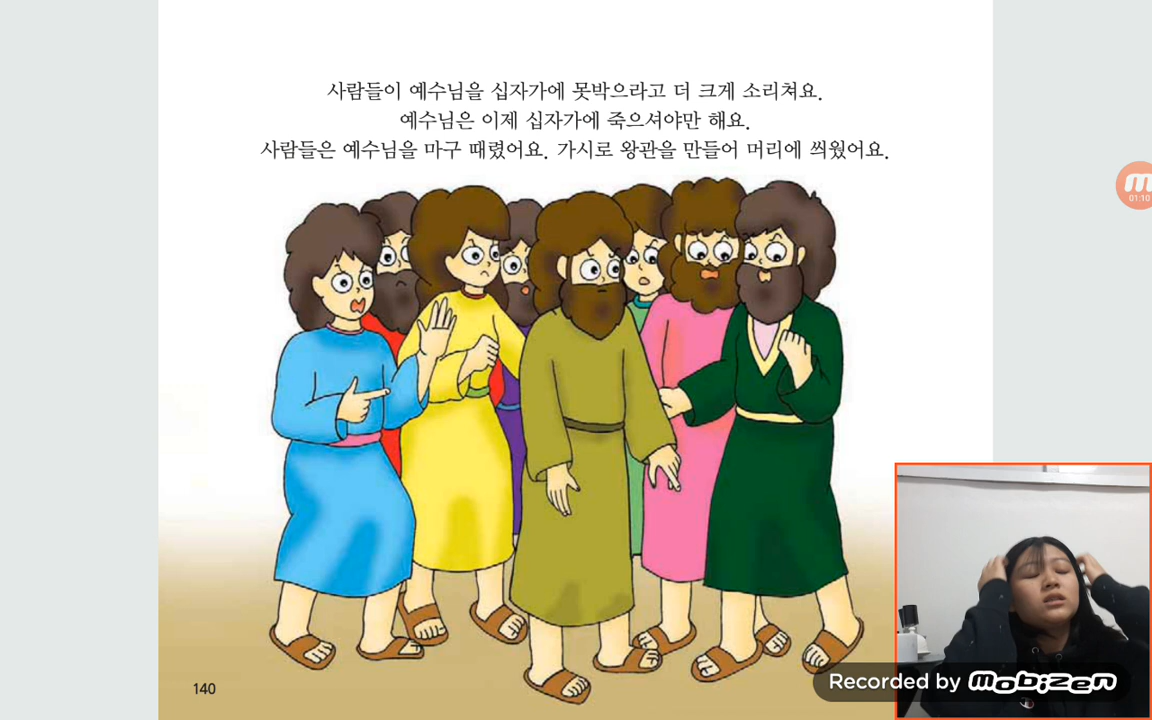 사람들이 예수님을 십자가에 못박으라고 더 크게 소리쳐요.
예수님은 이제 십자가에 죽으셔야만 해요.
사람들은 예수님을 마구 때렸어요. 가시로 왕관을 만들어 머리에 씌웠어요.
01:10
140
Recorded by mobizen